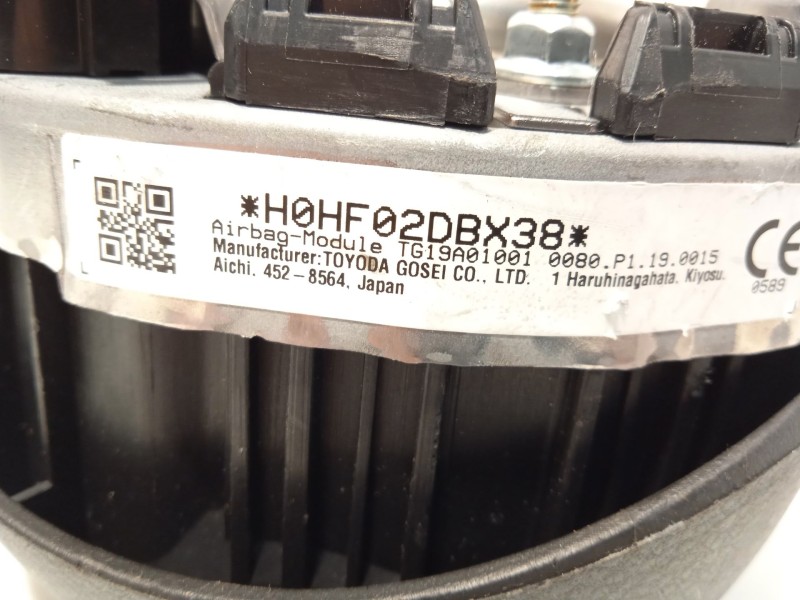 *H0HF02DBX38*
Airbag-Module TG19A01001 0080.P1.19.0015
Manufacturer:TOYODA GOSEI CO., LTD. 1 Haruhinagahata. Kiyosu.
Aichi. 452-8564, Japan
CE
0589